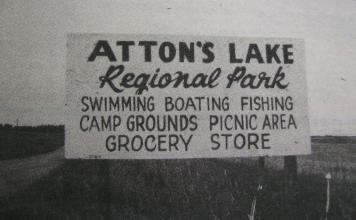 ATTON'S LAKE
Regional Park
SWIMMING BOATING FISHING
CAMP GROUNDS PICNIC AREA
GROCERY STORE